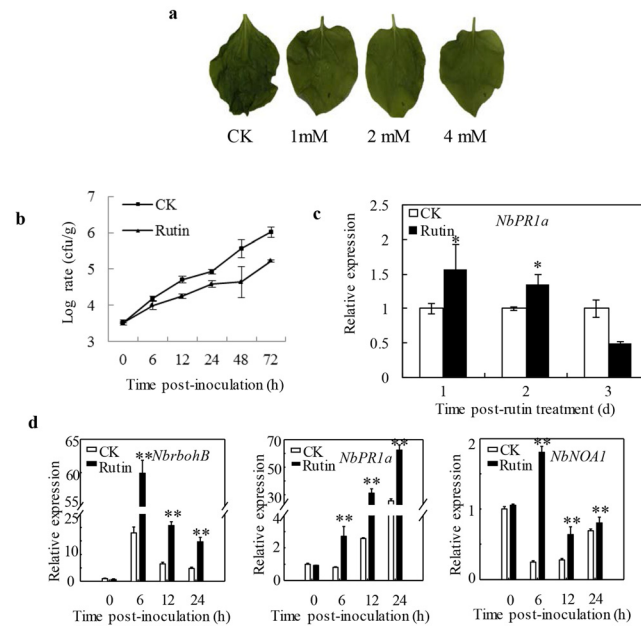 a
CK 1mM 2 mM 4 mM
b
7
6
5
4
3
Log rate (cfu/g)
CK
Rutin
0 6 12 24 48 72
Time post-inoculation (h)
c
2.5
2
1.5
1
0.5
0
Relative expression
CK
Rutin
NbPR1a
* *
1 2 3
Time post-rutin treatment (d)
d
65
60
55
25
10
0
Relative expression
NbrbohB
CK
Rutin
** ** **
0 6 12 24
Time post-inoculation (h)
70
50
30
4
2
0
Relative expression
NbPR1a
CK
Rutin
** ** **
0 6 12 24
Time post-inoculation (h)
2
1
0
Relative expression
NbNOA1
CK
Rutin
** ** **
0 6 12 24
Time post-inoculation (h)